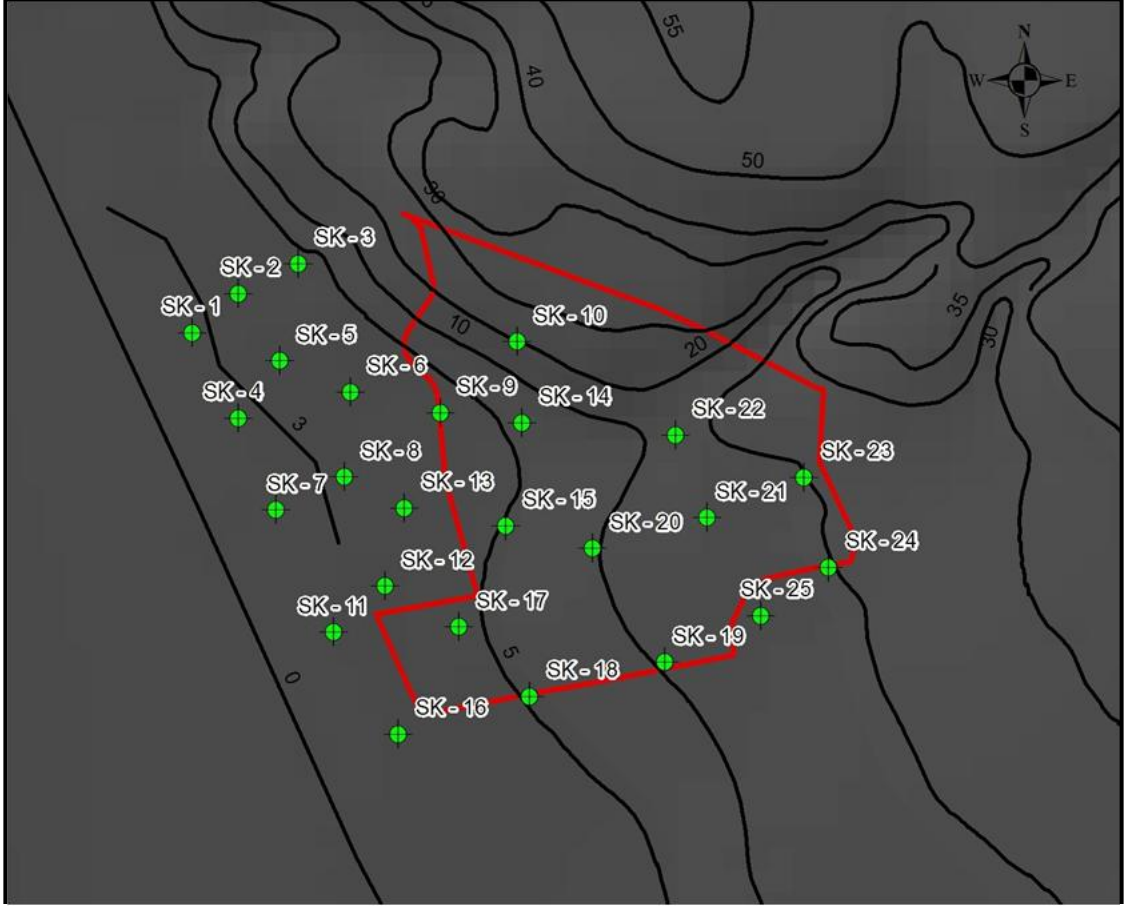 55
N
40
W E
S
50
30
SK - 3
SK - 2
SK - 1
35
SK - 10
10
SK - 5
30
20
SK - 6
SK - 4
SK - 9
SK - 14
3
SK - 22
SK - 8
SK - 23
SK - 7
SK - 13
SK - 21
SK - 15
SK - 20
SK - 24
SK - 12
SK - 25
SK - 11
SK - 17
5
SK - 19
SK - 18
0
SK - 16